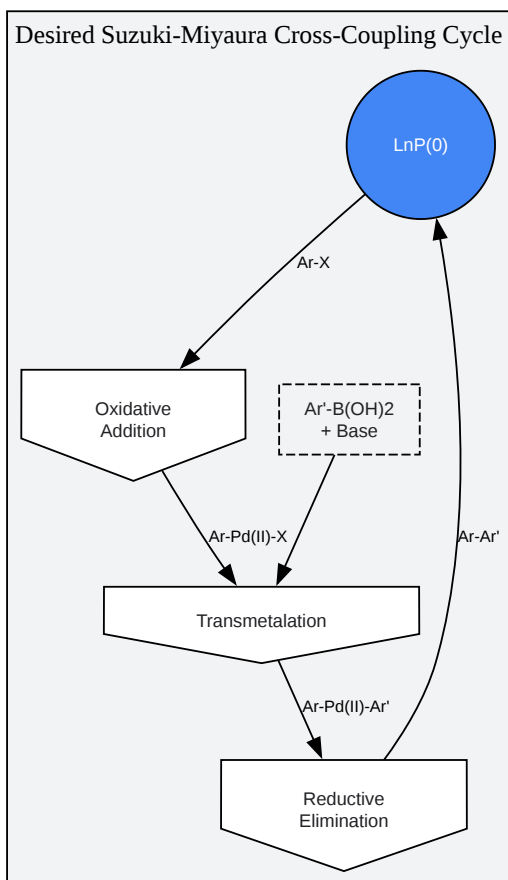 Desired Suzuki-Miyaura Cross-Coupling Cycle
LnP(0)
Ar-X
Oxidative
Addition
Ar'-B(OH)2
+ Base
Ar-Pd(II)-X
Ar-Ar'
Transmetalation
Ar-Pd(II)-Ar'
Reductive
Elimination